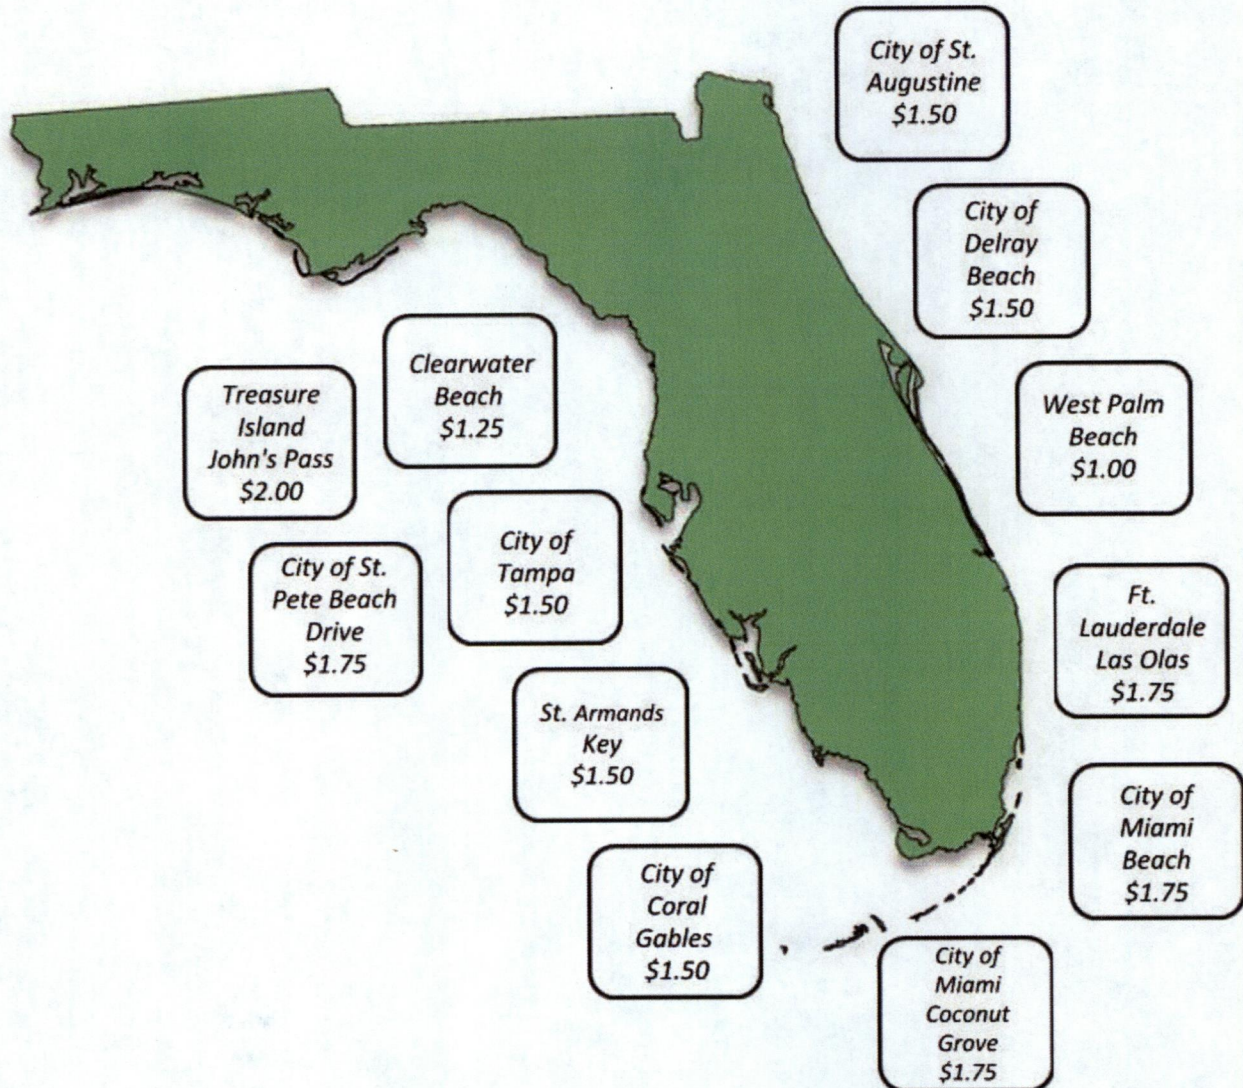 City of St.
Augustine
$1.50
City of
Delray
Beach
$1.50
Clearwater
Beach
$1.25
Treasure
Island
John's Pass
$2.00
West Palm
Beach
$1.00
City of
Tampa
$1.50
City of St.
Pete Beach
Drive
$1.75
Ft.
Lauderdale
Las Olas
$1.75
St. Armands
Key
$1.50
City of
Miami
Beach
$1.75
City of
Coral
Gables
$1.50
City of
Miami
Coconut
Grove
$1.75